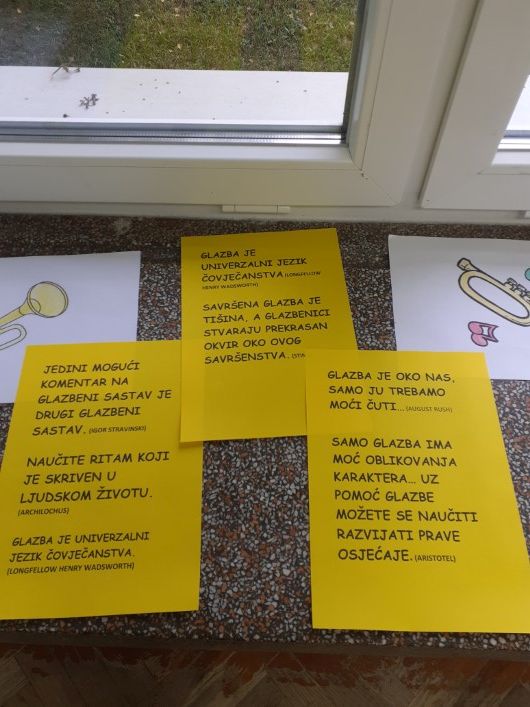 GLAZBA JE
UNIVERZALNI JEZIK
ČOVJEČANSTVA (LONGFELLOW
HENRY WADSWORTH)
SAVRŠENA GLAZBA JE
TIŠINA, A GLAZBENICI
STVARAJU PREKRASAN
OKVIR OKO OVOG
SAVRŠENSTVA.
JEDINI MOGUĆI
KOMENTAR NA
GLAZBENI SASTAV JE
DRUGI GLAZBENI
SASTAV. (IGOR STRAVINSKI)
NAUČITE RITAM KOJI
JE SKRIVEN U
LJUDSKOM ŽIVOTU.
(ARCHILOCHUS)
GLAZBA JE UNIVERZALNI
JEZIK ČOVJEČANSTVA.
(LONGFELLOW HENRY WADSWORTH)
GLAZBA JE OKO NAS,
SAMO JU TREBAMO
MOĆI ČUTI... (AUGUST RUSH)
SAMO GLAZBA IMA
MOĆ OBLIKOVANJA
KARAKTERA... UZ
POMOĆ GLAZBE
MOŽETE SE NAUČITI
RAZVIJATI PRAVE
OSJEĆAJE. (ARISTOTEL)